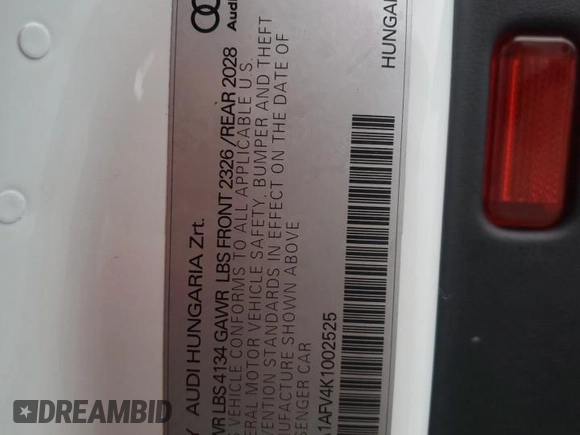 Audi
Y AUDI HUNGARIA Zrt.
WR LBS 4134 GAWR LBS FRONT 2326 /REAR 2028
VEHICLE CONFORMS TO ALL APPLICABLE U.S.
ERAL MOTOR VEHICLE SAFETY, BUMPER AND THEFT
VENTION STANDARDS IN EFFECT ON THE DATE OF
UFACTURE SHOWN ABOVE
SENGER CAR
HUNGA
1AFV4K1002525
DREAMBID